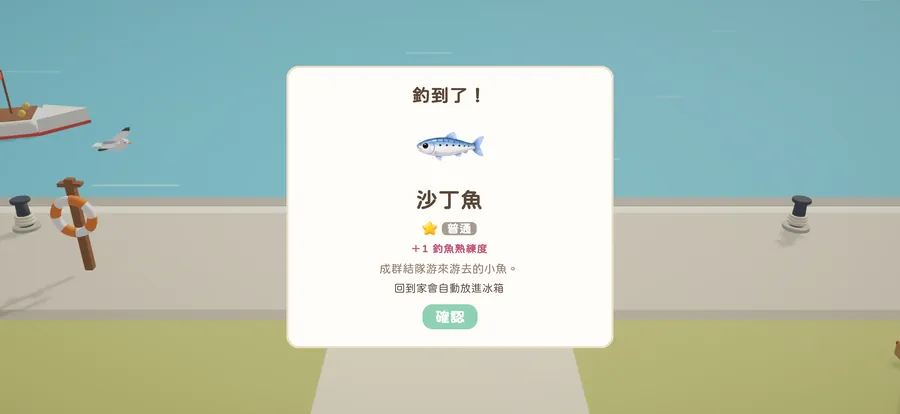 釣到了！
沙丁魚
普通
+1 釣魚熟練度
成群結隊游來游去的小魚。
回到家會自動放進冰箱
確認